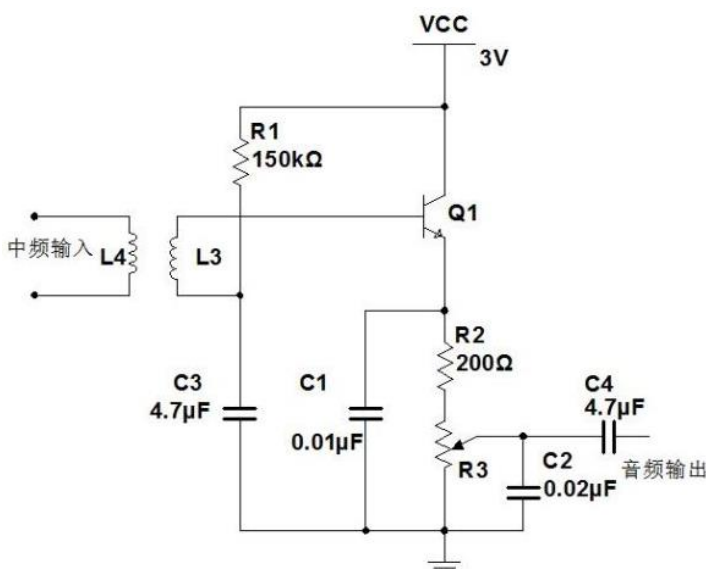 VCC
3V
R1
150kΩ
Q1
中频输入
L4
L3
R2
200Ω
C3
4.7μF
C1
0.01μF
C4
4.7μF
R3
C2
0.02μF
音频输出